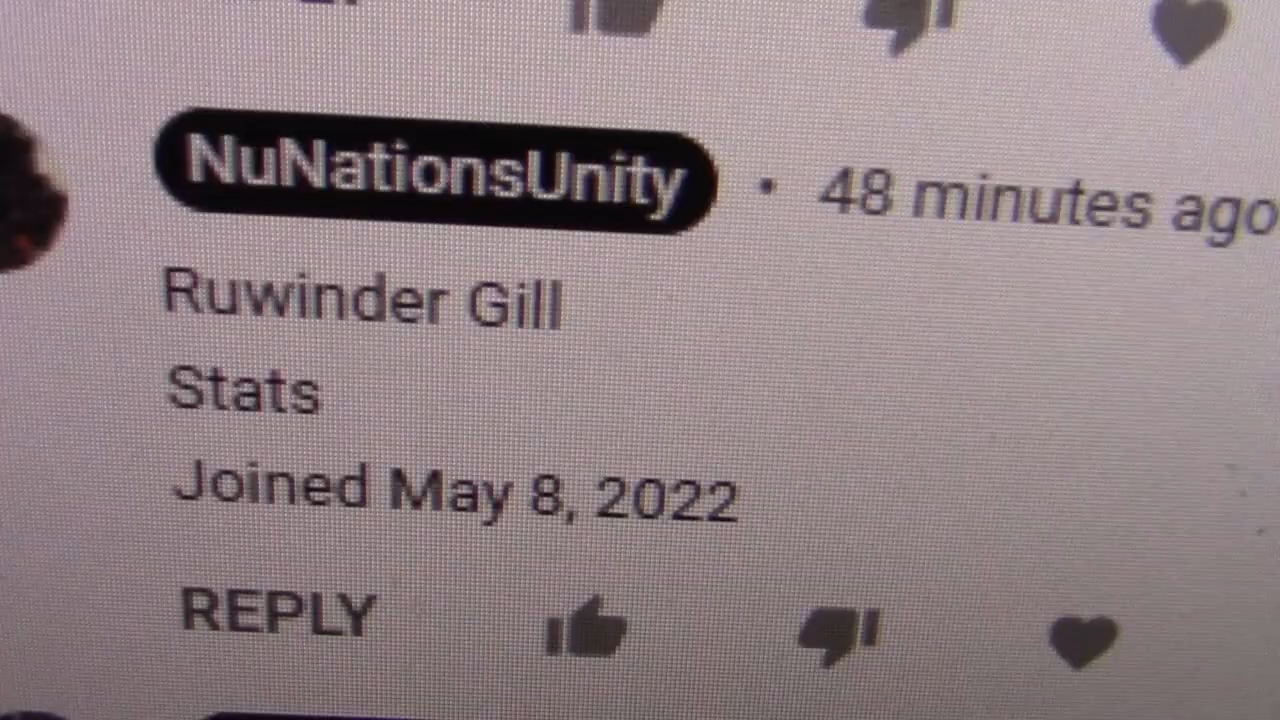 NuNationsUnity · 48 minutes ago
Ruwinder Gill
Stats
Joined May 8, 2022
REPLY